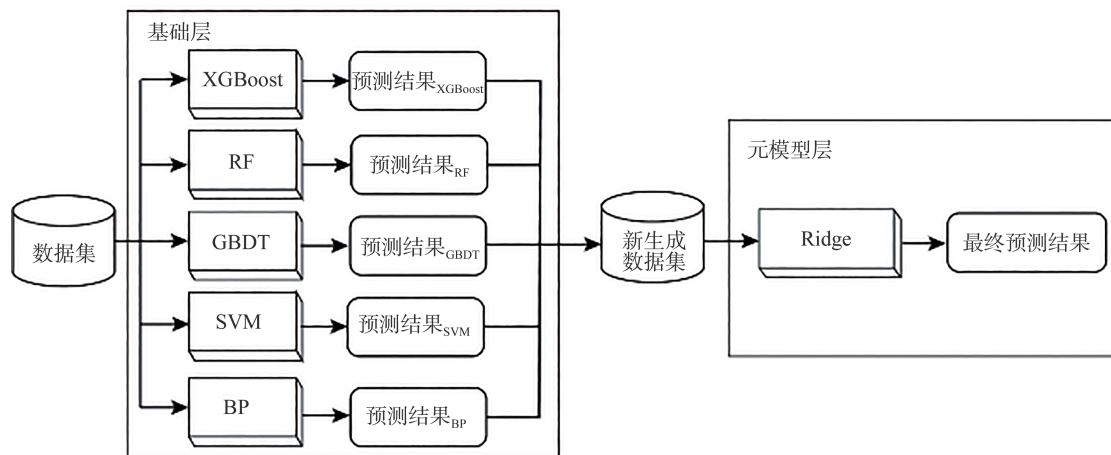 基础层
XGBoost
预测结果XGBoost
RF
预测结果RF
数据集
GBDT
预测结果GBDT
SVM
预测结果SVM
BP
预测结果BP
新生成
数据集
元模型层
Ridge
最终预测结果